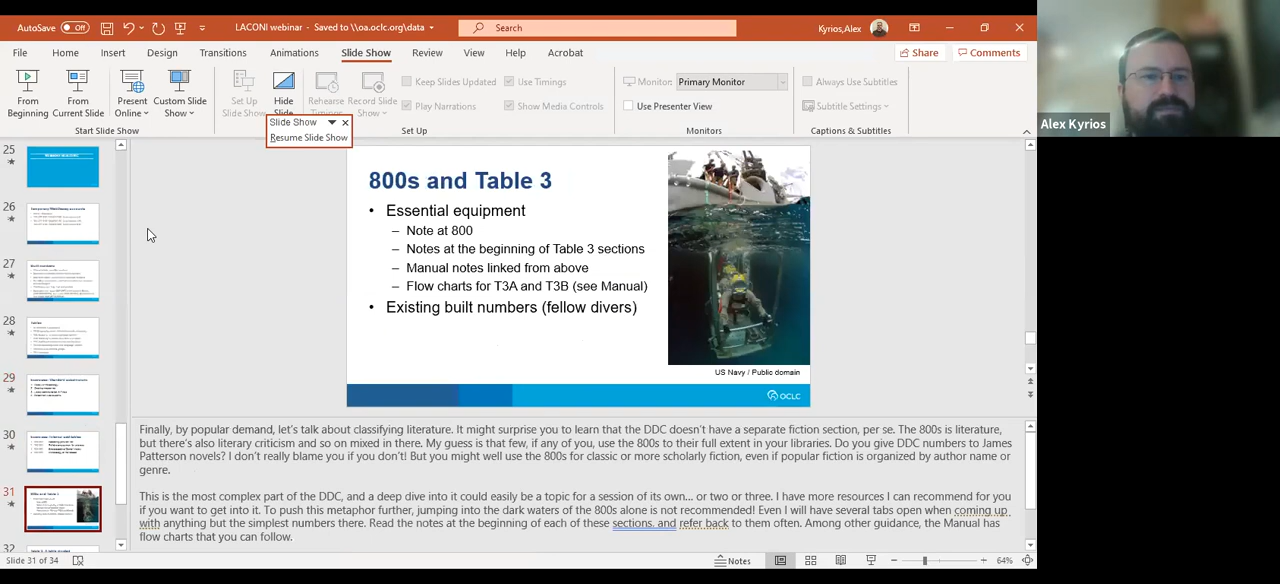 AutoSave Off
LACONI webinar - Saved to \\oa.oclc.org\data
Search
Kyrios,Alex
File Home Insert Design Transitions Animations Slide Show Review View Help Acrobat
Share Comments
From Beginning
From Current Slide
Present Online
Custom Slide Show
Set Up Slide Show
Hide Slide
Rehearse Timings
Record Slide Show
Keep Slides Updated
Play Narrations
Use Timings
Show Media Controls
Monitor: Primary Monitor
Use Presenter View
Always Use Subtitles
Subtitle Settings
Start Slide Show
Set Up
Monitors
Captions & Subtitles
Slide Show
Resume Slide Show
Alex Kyrios
25
26
27
28
29
30
31
32
800s and Table 3
• Essential equipment
– Note at 800
– Notes at the beginning of Table 3 sections
– Manual notes linked from above
– Flow charts for T3A and T3B (see Manual)
• Existing built numbers (fellow divers)
US Navy / Public domain
OCLC
Finally, by popular demand, let's talk about classifying literature. It might surprise you to learn that the DDC doesn't have a separate fiction section, per se. The 800s is literature,
but there's also literary criticism and so on mixed in there. My guess is that few, if any of you, use the 800s to their full extent in your libraries. Do you give DDC numbers to James
Patterson novels? I don't really blame you if you don't! But you might well use the 800s for classic or more scholarly fiction, even if popular fiction is organized by author name or
genre.
This is the most complex part of the DDC, and a deep dive into it could easily be a topic for a session of its own... or two or three. I have more resources I can recommend for you
if you want to get into it. To push this metaphor further, jumping into the dark waters of the 800s alone is not recommended! Even I will have several tabs open when coming up
with anything but the simplest numbers there. Read the notes at the beginning of each of these sections, and refer back to them often. Among other guidance, the Manual has
flow charts that you can follow.
Slide 31 of 34
Notes
64%